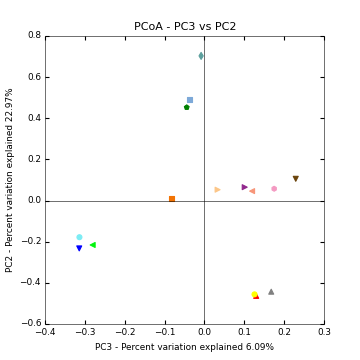 PCoA - PC3 vs PC2
0.8
0.6
0.4
0.2
0.0
−0.2
−0.4
−0.6
PC2 - Percent variation explained 22.97%
−0.4 −0.3 −0.2 −0.1 0.0 0.1 0.2 0.3
PC3 - Percent variation explained 6.09%